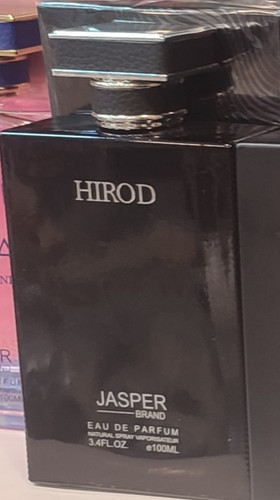 HIROD
JASPER
BRAND
EAU DE PARFUM
NATURAL SPRAY VAPORISATEUR
3.4FL.OZ. e100ML